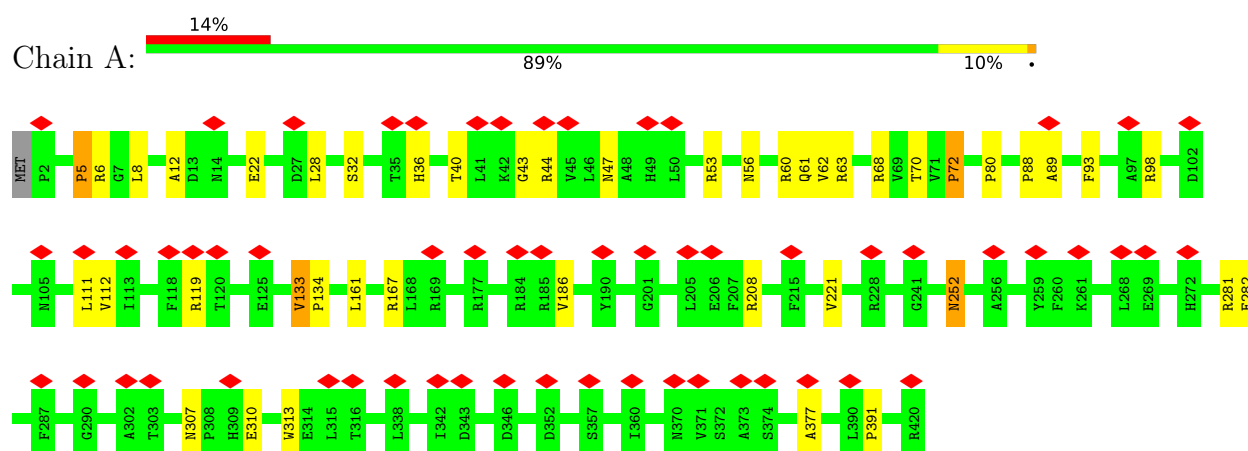 14%
Chain A:
89% 10% •
MET P2 P5 R6 G7 L8 A12 D13 N14 E22 D27 L28 S32 T35 H36 T40 L41 K42 G43 R44 V45 L46 N47 A48 H49 L50 R53 N56 R60 Q61 V62 R63 R68 V69 T70 V71 P72 P80 P88 A89 F93 A97 R98 D102
N105 L111 V112 I113 F118 R119 T120 E125 V133 P134 L161 R167 L168 R169 R177 R184 R185 V186 Y190 G201 L205 E206 F207 R208 F215 V221 R228 G241 N252 A256 Y259 F260 K261 L268 E269 H272 R281 E282
F287 G290 A302 T303 N307 P308 H309 E310 W313 E314 L315 T316 L338 I342 D343 D346 D352 S357 I360 N370 V371 S372 A373 S374 A377 L390 P391 R420